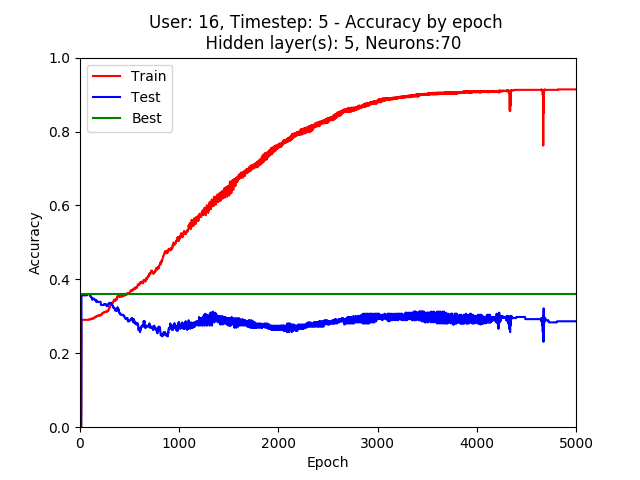 User: 16, Timestep: 5 - Accuracy by epoch
Hidden layer(s): 5, Neurons:70
1.0
0.8
0.6
0.4
0.2
0.0
Accuracy
Train
Test
Best
0 1000 2000 3000 4000 5000
Epoch